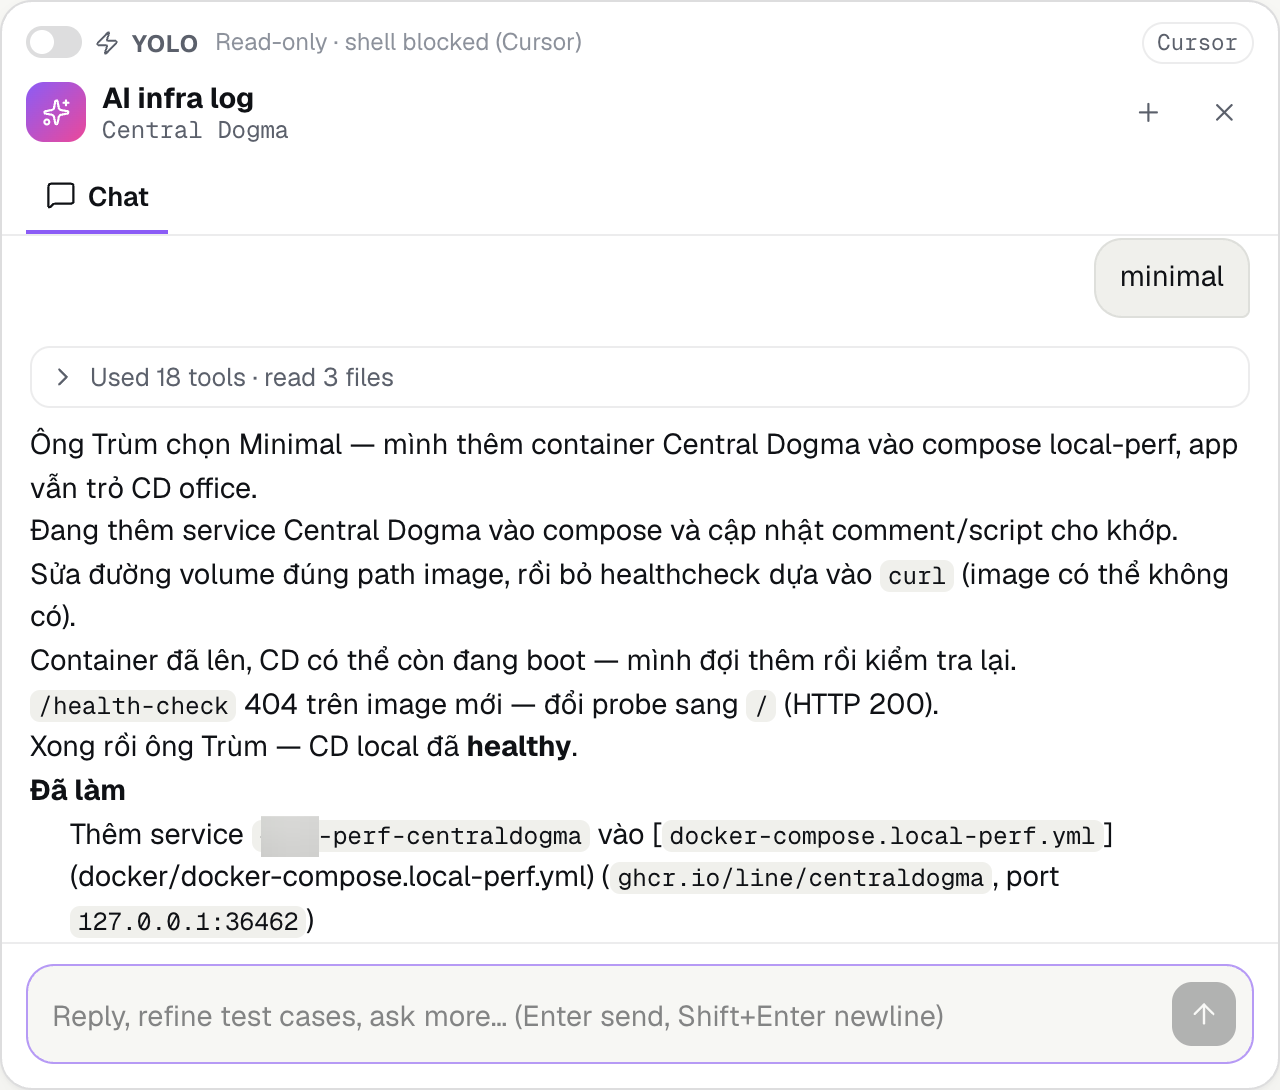 YOLO Read-only · shell blocked (Cursor) Cursor
AI infra log
Central Dogma
Chat
minimal
Used 18 tools · read 3 files
Ông Trùm chọn Minimal — mình thêm container Central Dogma vào compose local-perf, app
vẫn trỏ CD office.
Đang thêm service Central Dogma vào compose và cập nhật comment/script cho khớp.
Sửa đường volume đúng path image, rồi bỏ healthcheck dựa vào curl (image có thể không
có).
Container đã lên, CD có thể còn đang boot — mình đợi thêm rồi kiểm tra lại.
/health-check 404 trên image mới — đổi probe sang / (HTTP 200).
Xong rồi ông Trùm — CD local đã healthy.
Đã làm
Thêm service -perf-centraldogma vào [docker-compose.local-perf.yml]
(docker/docker-compose.local-perf.yml) (ghcr.io/line/centraldogma, port
127.0.0.1:36462)
Reply, refine test cases, ask more... (Enter send, Shift+Enter newline)